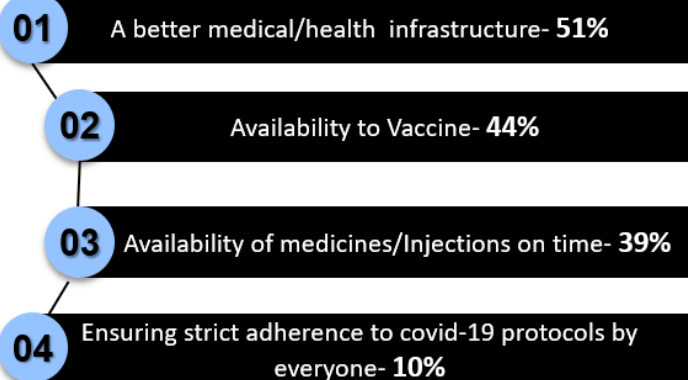 01 A better medical/health infrastructure- 51%
02 Availability to Vaccine- 44%
03 Availability of medicines/Injections on time- 39%
04 Ensuring strict adherence to covid-19 protocols by
everyone- 10%